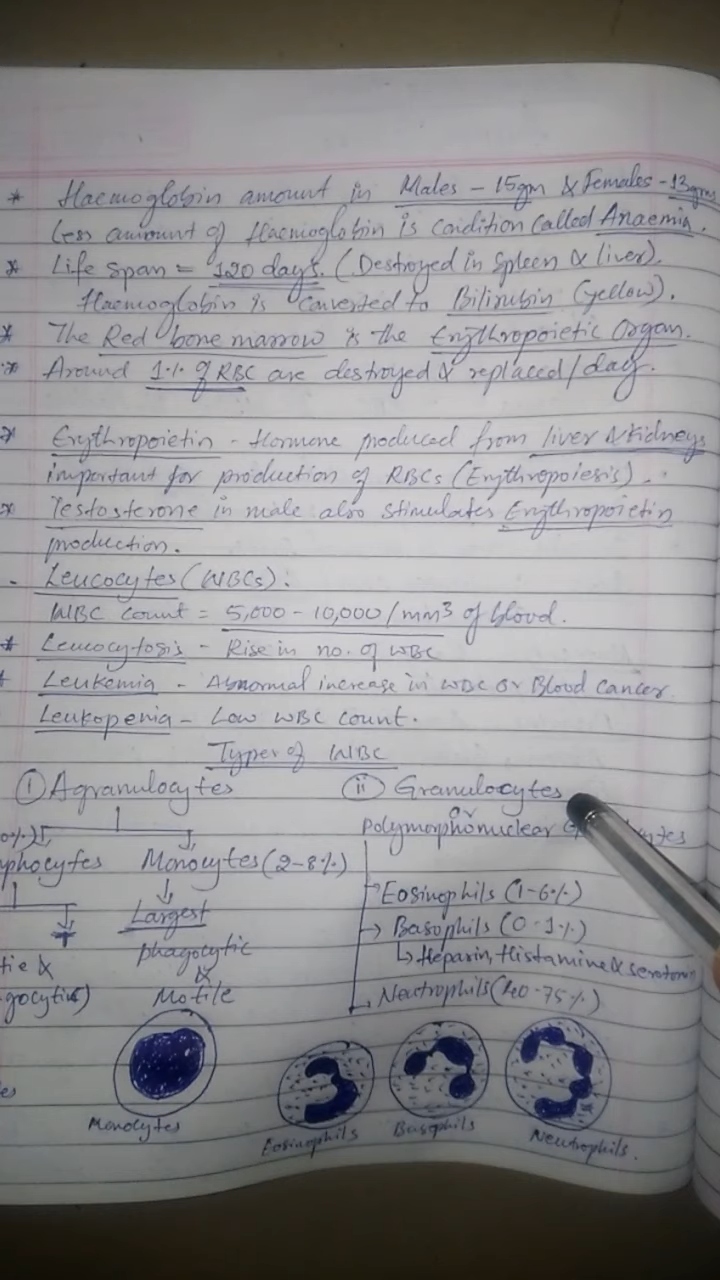 * Haemoglobin amount in Males - 15gm & Females - 13gms
Less amount of Haemoglobin is condition called Anaemia.
* Life span = 120 days. (Destroyed in Spleen & liver).
Haemoglobin is converted to Bilirubin (yellow).
* The Red bone marrow is the Erythropoietic Organ.
* Around 1% of RBC are destroyed & replaced/day.
* Erythropoietin - Hormone produced from liver & kidneys
important for production of RBCs (Erythropoiesis).
* Testosterone in male also stimulates Erythropoietin
production.
Leucocytes (WBCs):
WBC count = 5,000 - 10,000/mm3 of blood.
* Leucocytosis - Rise in no. of WBC
* Leukemia - Abnormal increase in WBC or Blood cancer
Leukopenia - Low WBC count.
Types of WBC
(i) Agranulocytes (ii) Granulocytes
or
0%) Polymorphonuclear
phocytes Monocytes (2-8%)
Eosinophils (1-6%)
Largest Basophils (0-1%)
phagocytic Heparin, Histamine & serotonin
tie & &
gocytius) Motile Neutrophils (40-75%)
es
Monocytes Eosinophils Basophils Neutrophils.